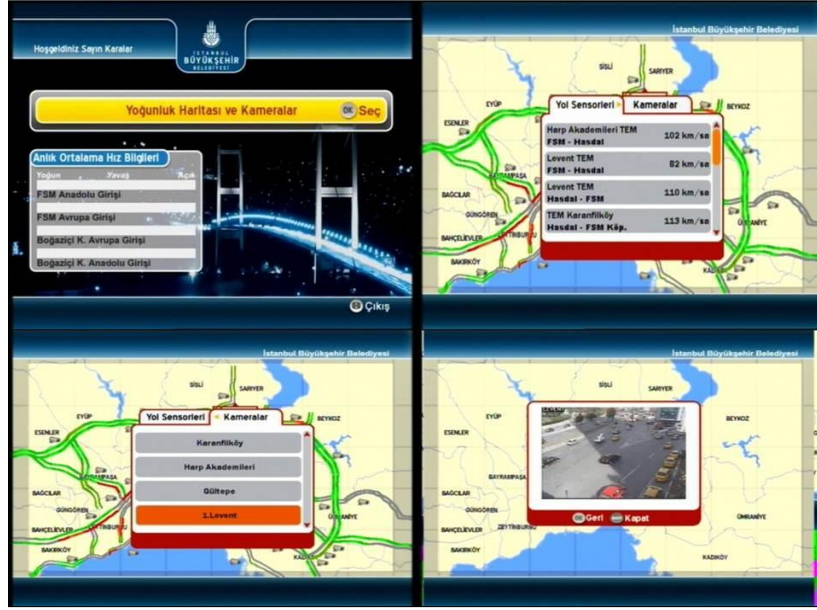 Hoşgeldiniz Sayın Karalar
İSTANBUL
BÜYÜKŞEHİR
BELEDİYESİ
Yoğunluk Haritası ve Kameralar
OK Seç
Anlık Ortalama Hız Bilgileri
Yoğun Yavaş Açık
FSM Anadolu Girişi
FSM Avrupa Girişi
Boğaziçi K. Avrupa Girişi
Boğaziçi K. Anadolu Girişi
Çıkış
İstanbul Büyükşehir Belediyesi
ŞİŞLİ
SARIYER
EYÜP
BEYKOZ
ESENLER
Yol Sensorleri
Kameralar
Harp Akademileri TEM
FSM - Hasdal
102 km/sa
Levent TEM
FSM - Hasdal
82 km/sa
Levent TEM
Hasdal - FSM
110 km/sa
TEM Karanfilköy
Hasdal - FSM Köp.
113 km/sa
BAĞCILAR
GÜNGÖREN
BAHÇELİEVLER
BAKIRKÖY
İstanbul Büyükşehir Belediyesi
ŞİŞLİ
SARIYER
EYÜP
BEYKOZ
ESENLER
Yol Sensorleri
Kameralar
Karanfilköy
Harp Akademileri
Gültepe
1.Levent
BAĞCILAR
GÜNGÖREN
BAHÇELİEVLER
BAKIRKÖY
İstanbul Büyükşehir Belediyesi
ŞİŞLİ
SARIYER
EYÜP
BEYKOZ
ESENLER
BAYRAMPAŞA
BAĞCILAR
GÜNGÖREN
ÜMRANİYE
BAHÇELİEVLER
ZEYTİNBURNU
BAKIRKÖY
KADIKÖY
Geri
Kapat